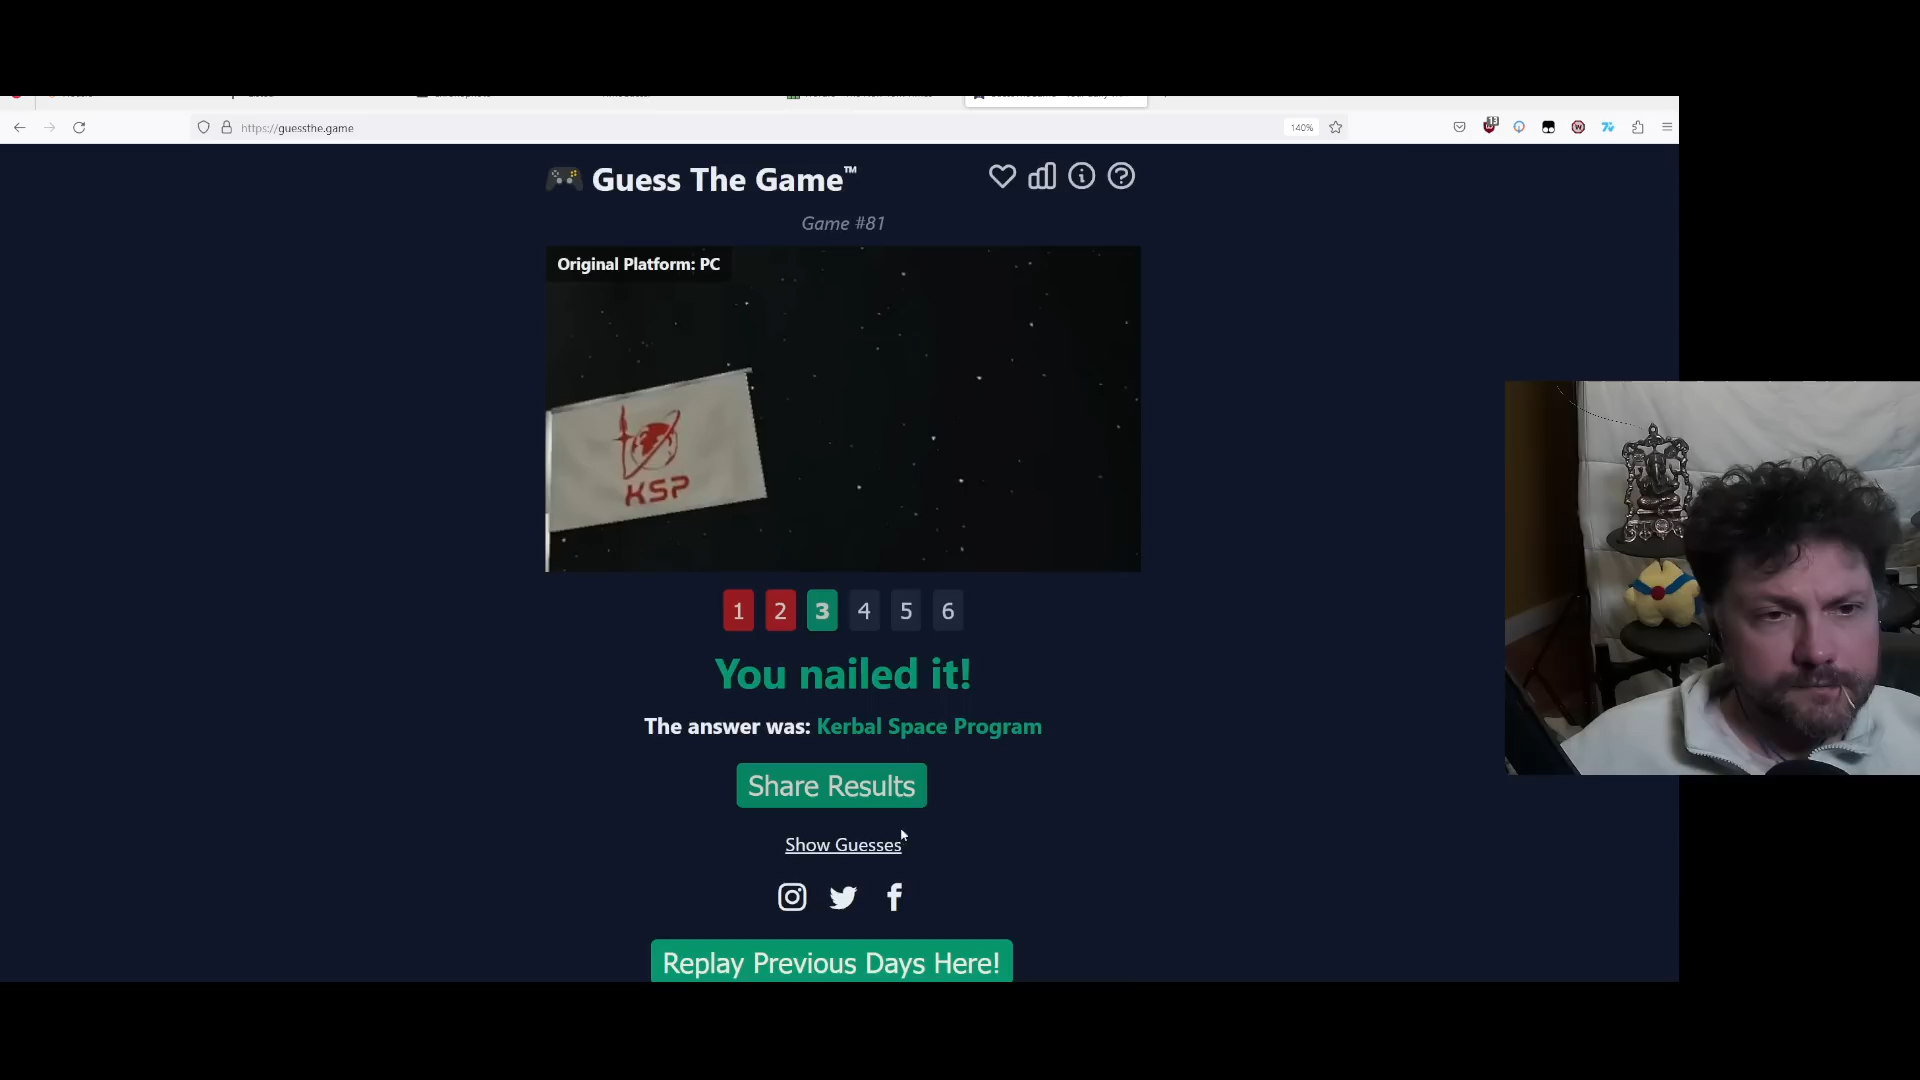 https://guessthe.game
140%
13
Guess The Game™
Game #81
Original Platform: PC
KSP
1 2 3 4 5 6
You nailed it!
The answer was: Kerbal Space Program
Share Results
Show Guesses
Replay Previous Days Here!